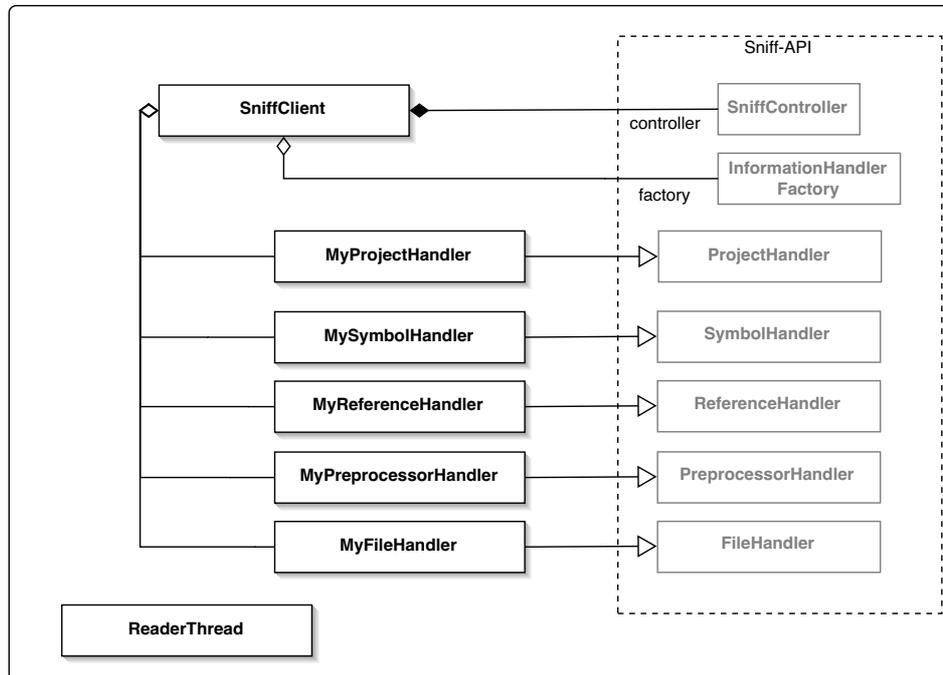 Sniff-API
SniffClient
SniffController
controller
InformationHandler
Factory
factory
MyProjectHandler
ProjectHandler
MySymbolHandler
SymbolHandler
MyReferenceHandler
ReferenceHandler
MyPreprocessorHandler
PreprocessorHandler
MyFileHandler
FileHandler
ReaderThread